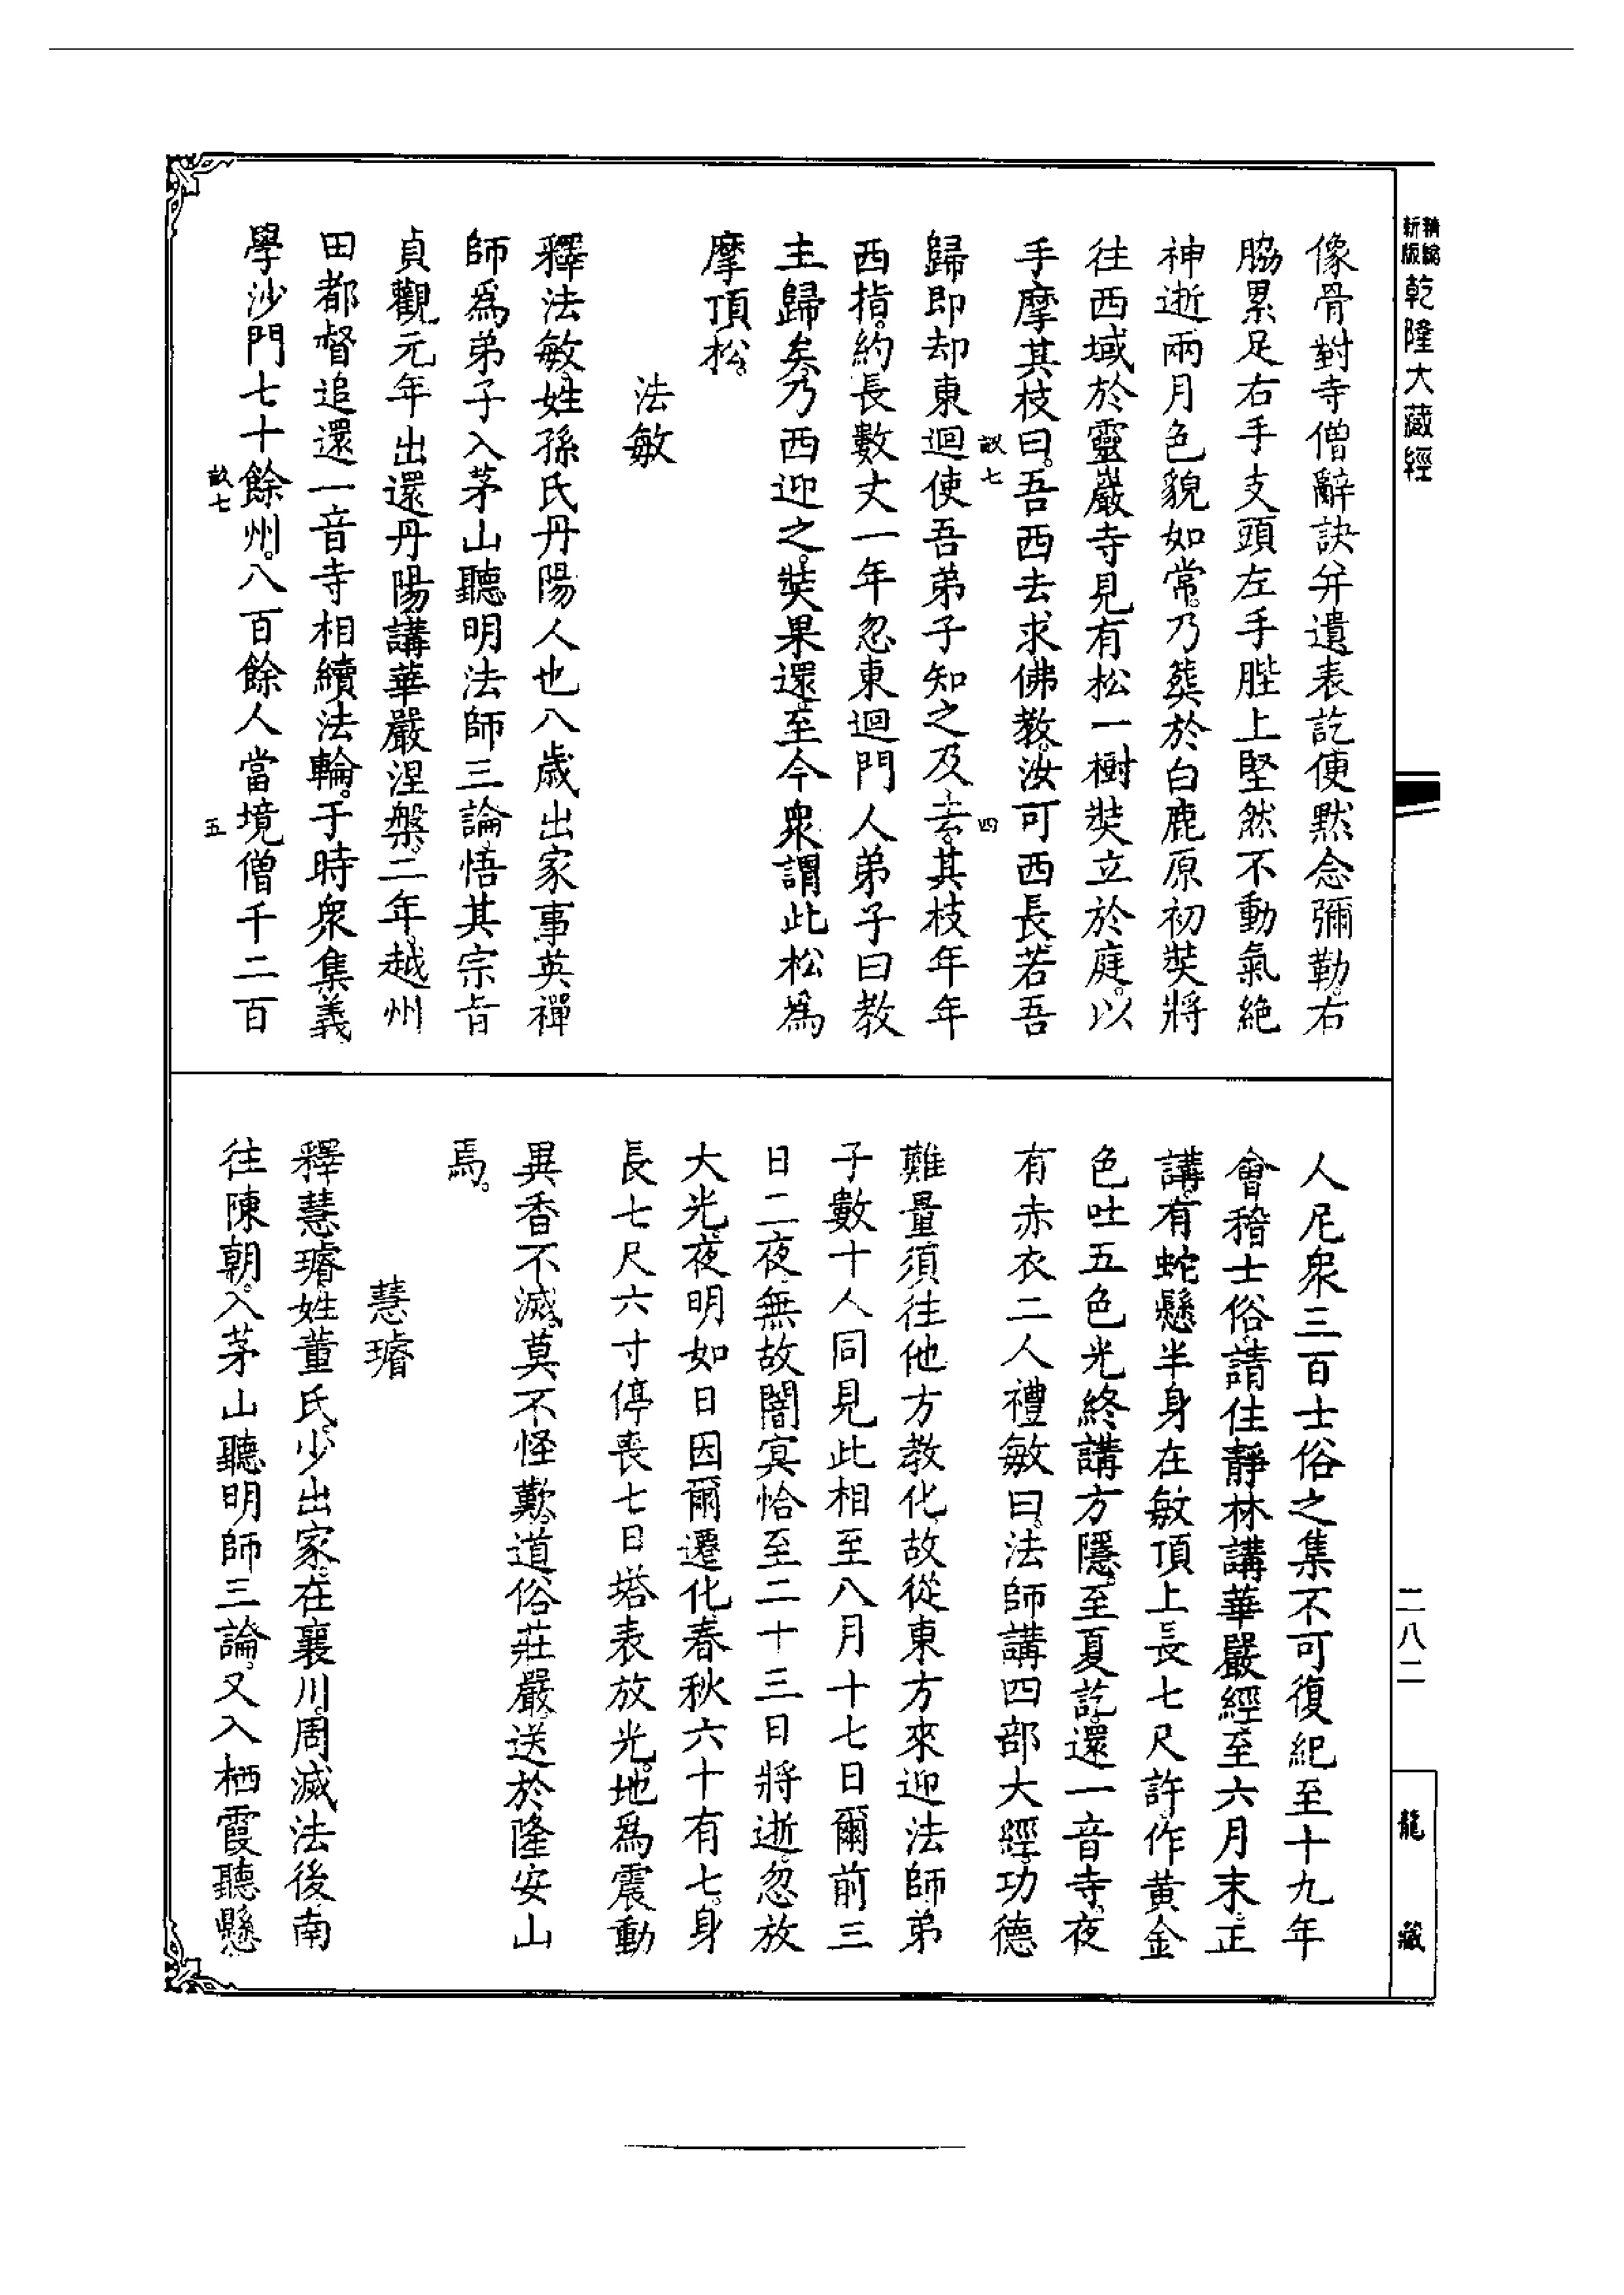 新版
精縮
乾隆大藏經
像骨對寺僧辭訣并遺表訖便默念彌勒。右
脇累足右手支頭左手胜上堅然不動氣絕
神逝兩月色貌如常。乃葬於白鹿原初奘將
往西域於靈巖寺見有松一樹奘立於庭。以
手摩其枝曰。吾西去求佛教。汝可西長若吾
歸即却東迴使吾弟子知之及去。其枝年年
西指。約長數丈一年忽東迴門人弟子曰教
主歸矣。乃西迎之。奘果還。至今衆謂此松為
摩頂松。
法敏
釋法敏。姓孫氏丹陽人也八歲出家事英禪
師為弟子入茅山聽明法師三論。悟其宗旨
貞觀元年出還丹陽講華嚴涅槃。二年。越州
田都督追還一音寺相續法輪。于時衆集義
學沙門七十餘州。八百餘人當境僧千二百
七 四
七 五
人尼衆三百士俗之集不可復紀至十九年
會稽士俗。請住靜林講華嚴經至六月末。正
講。有蛇懸半身在敏頂上長七尺許。作黃金
色吐五色光終講方隱。至夏訖。還一音寺。夜
有赤衣二人禮敏曰。法師講四部大經。功德
難量須往他方教化。故從東方來迎法師弟
子數十人同見此相至八月十七日爾前三
日二夜。無故闇冥恰至二十三日將逝。忽放
大光。夜明如日因爾遷化。春秋六十有七。身
長七尺六寸停喪七日塔表放光。地為震動
異香不滅。莫不怪歎。道俗莊嚴。送於隆安山
焉。
慧璿
釋慧璿。姓董氏。少出家。在襄川。周滅法後。南
往陳朝。入茅山聽明師三論。又入栖霞聽懸
二八二
龍藏